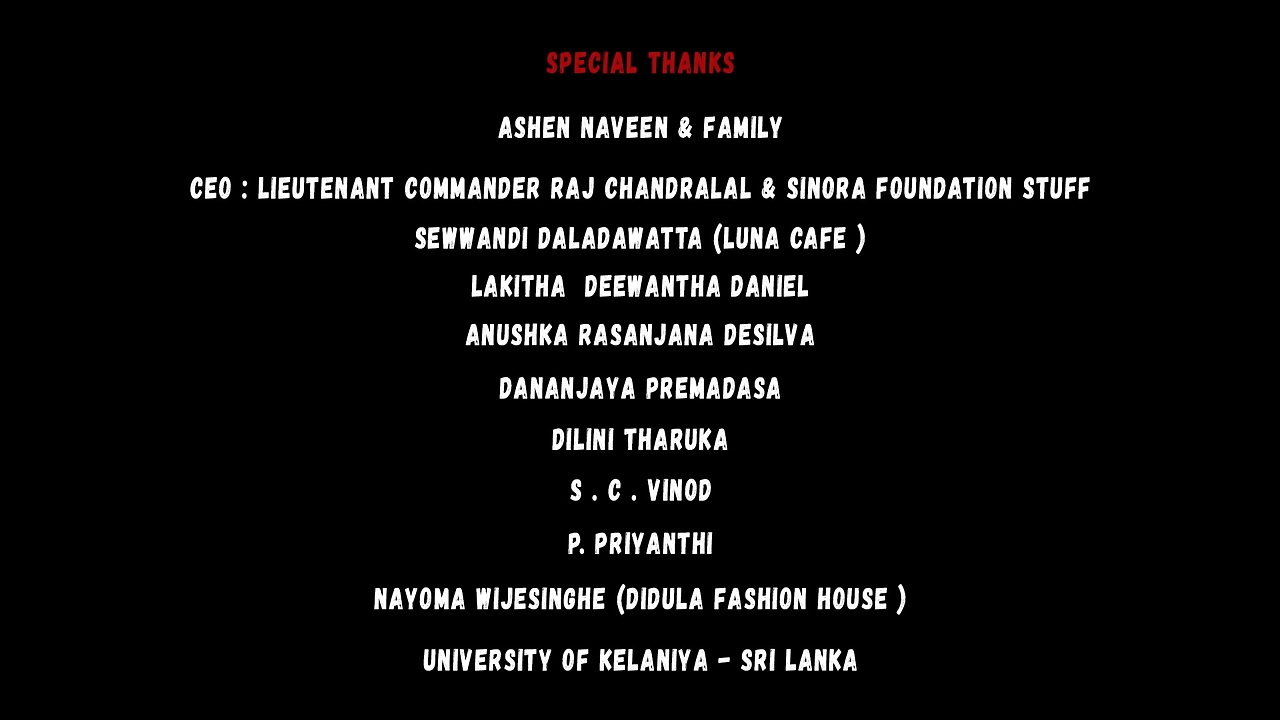 SPECIAL THANKS
ASHEN NAVEEN & FAMILY
CEO : LIEUTENANT COMMANDER RAJ CHANDRALAL & SINORA FOUNDATION STUFF
SEWWANDI DALADAWATTA (LUNA CAFE )
LAKITHA  DEEWANTHA DANIEL
ANUSHKA RASANJANA DESILVA
DANANJAYA PREMADASA
DILINI THARUKA
S . C . VINOD
P. PRIYANTHI
NAYOMA WIJESINGHE (DIDULA FASHION HOUSE )
UNIVERSITY OF KELANIYA - SRI LANKA